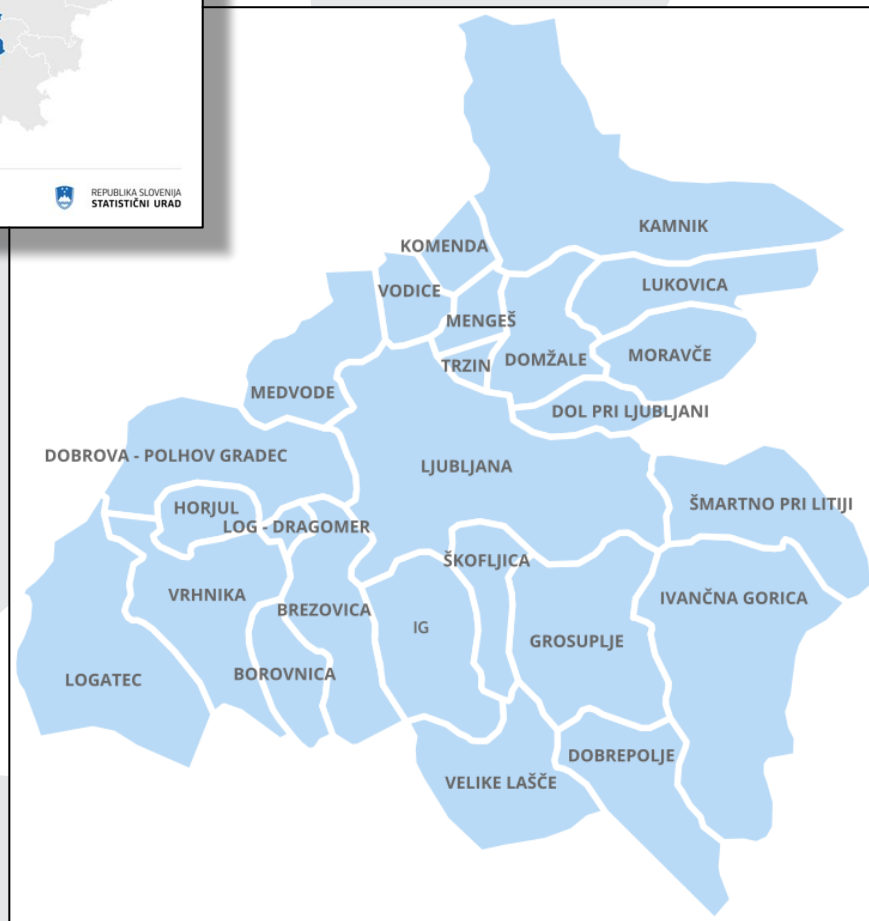 REPUBLIKA SLOVENIJA
STATISTIČNI URAD
KAMNIK
KOMENDA
LUKOVICA
VODICE
MENGEŠ
TRZIN
DOMŽALE
MORAVČE
MEDVODE
DOL PRI LJUBLJANI
DOBROVA - POLHOV GRADEC
LJUBLJANA
HORJUL
ŠMARTNO PRI LITIJI
LOG - DRAGOMER
ŠKOFLJICA
VRHNIKA
IVANČNA GORICA
BREZOVICA
IG
GROSUPLJE
BOROVNICA
LOGATEC
DOBREPOLJE
VELIKE LAŠČE